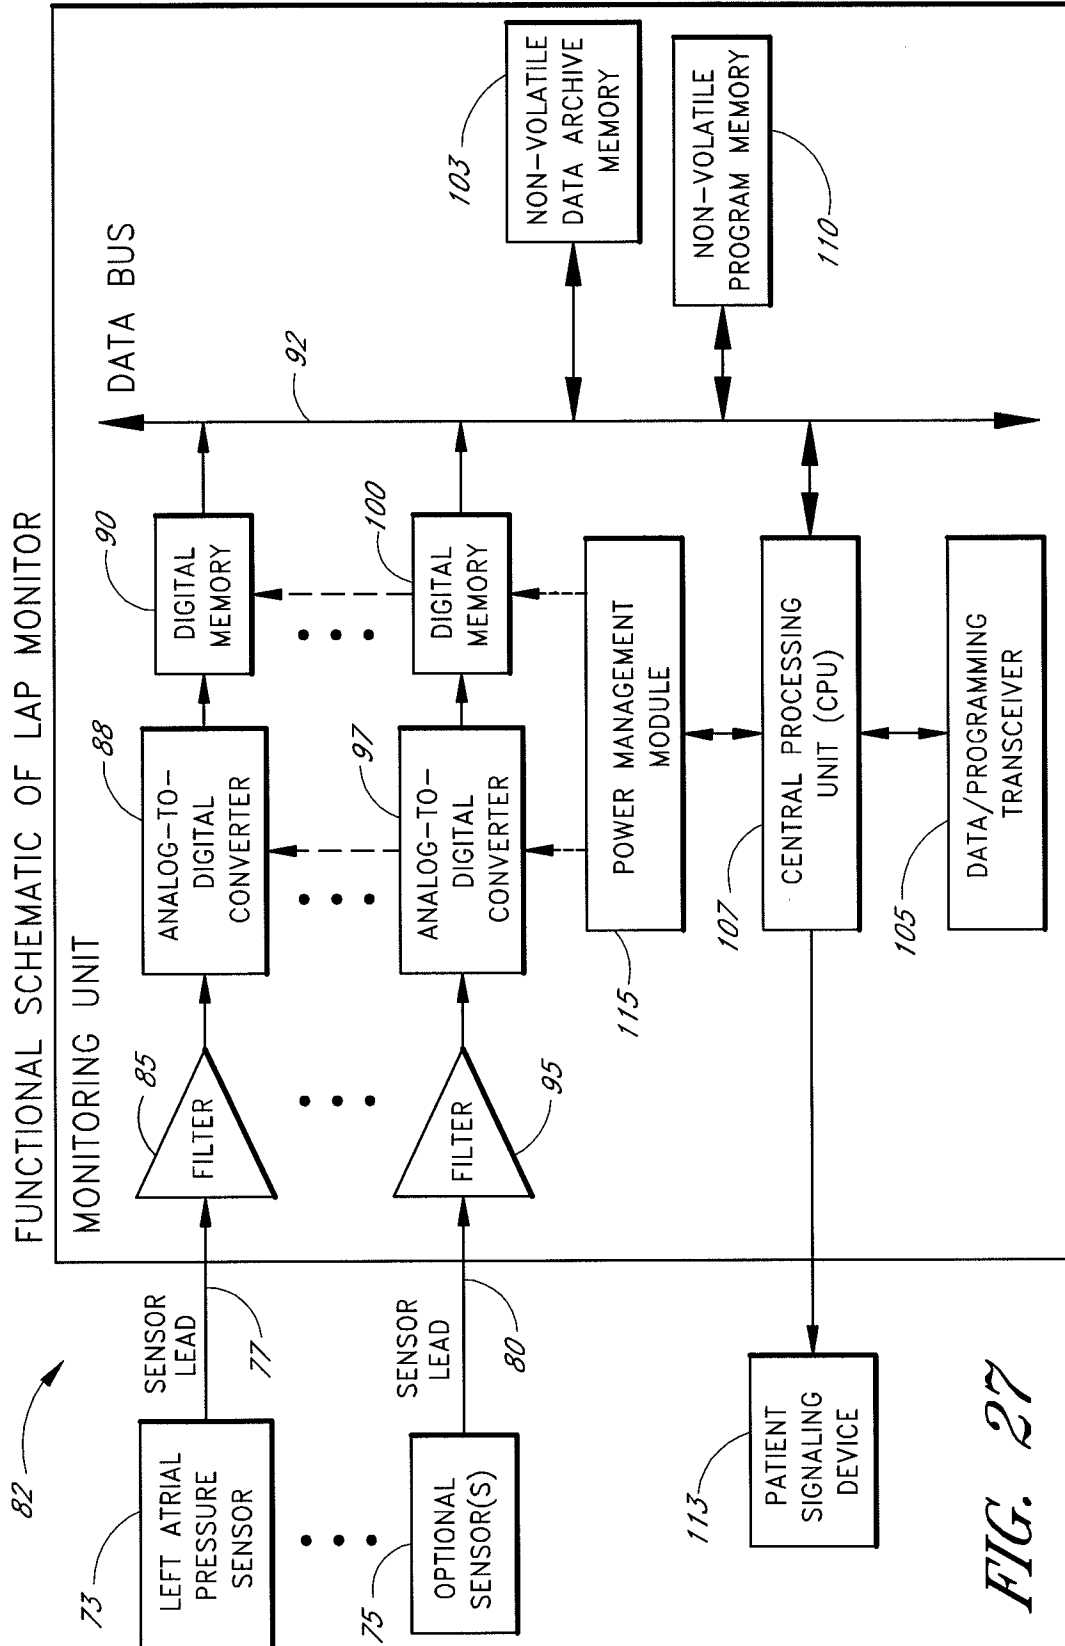 FUNCTIONAL SCHEMATIC OF LAP MONITOR
MONITORING UNIT
DATA BUS
82
73
LEFT ATRIAL
PRESSURE
SENSOR
SENSOR
LEAD
77
85
FILTER
88
ANALOG-TO-
DIGITAL
CONVERTER
90
DIGITAL
MEMORY
92
103
NON-VOLATILE
DATA ARCHIVE
MEMORY
75
OPTIONAL
SENSOR(S)
SENSOR
LEAD
80
FILTER
95
97
ANALOG-TO-
DIGITAL
CONVERTER
100
DIGITAL
MEMORY
NON-VOLATILE
PROGRAM MEMORY
110
115
POWER MANAGEMENT
MODULE
113
PATIENT
SIGNALING
DEVICE
107
CENTRAL PROCESSING
UNIT (CPU)
105
DATA/PROGRAMMING
TRANSCEIVER
FIG. 27